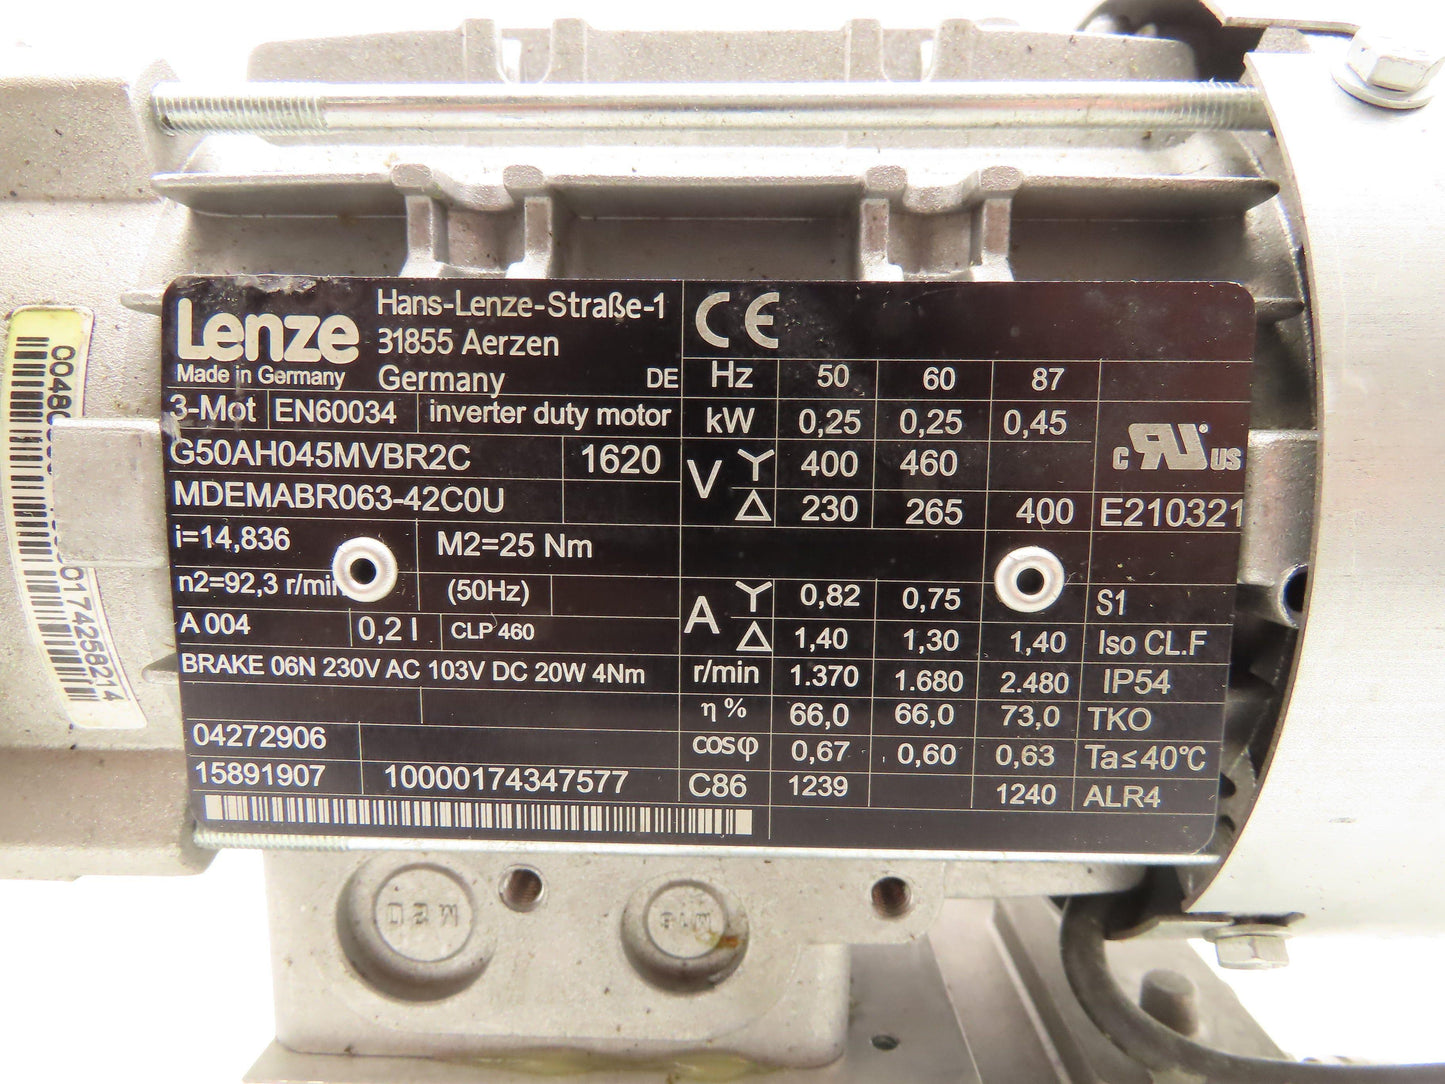 Lenze
Hans-Lenze-Straße-1
31855 Aerzen
Made in Germany Germany DE
3-Mot EN60034 inverter duty motor
G50AH045MVBR2C 1620
MDEMABR063-42C0U
i=14,836 M2=25 Nm
n2=92,3 r/min (50Hz)
A 004 0,2 l CLP 460
BRAKE 06N 230V AC 103V DC 20W 4Nm
04272906
15891907 10000174347577
CE
Hz 50 60 87
kW 0,25 0,25 0,45
V Y 400 460
Δ 230 265 400
A Y 0,82 0,75
Δ 1,40 1,30 1,40
r/min 1.370 1.680 2.480
η % 66,0 66,0 73,0
cosφ 0,67 0,60 0,63
C86 1239 1240
c RU US
E210321
S1
Iso CL.F
IP54
TKO
Ta≤40°C
ALR4
0174258214